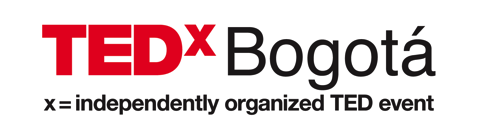 TEDx Bogotá
x = independently organized TED event